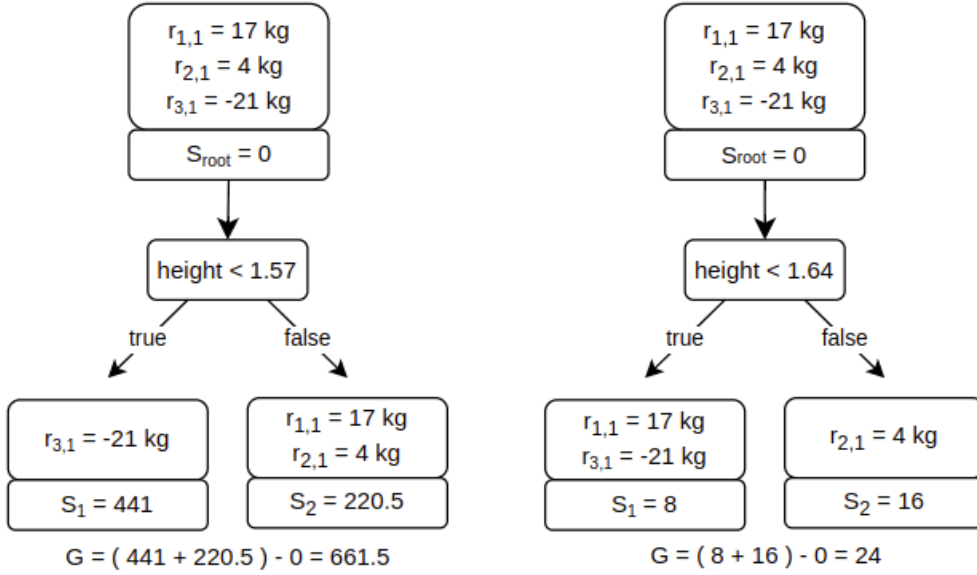 r1,1 = 17 kg
r2,1 = 4 kg
r3,1 = -21 kg
Sroot = 0
height < 1.57
true
false
r3,1 = -21 kg
S1 = 441
r1,1 = 17 kg
r2,1 = 4 kg
S2 = 220.5
G = ( 441 + 220.5 ) - 0 = 661.5
r1,1 = 17 kg
r2,1 = 4 kg
r3,1 = -21 kg
Sroot = 0
height < 1.64
true
false
r1,1 = 17 kg
r3,1 = -21 kg
S1 = 8
r2,1 = 4 kg
S2 = 16
G = ( 8 + 16 ) - 0 = 24